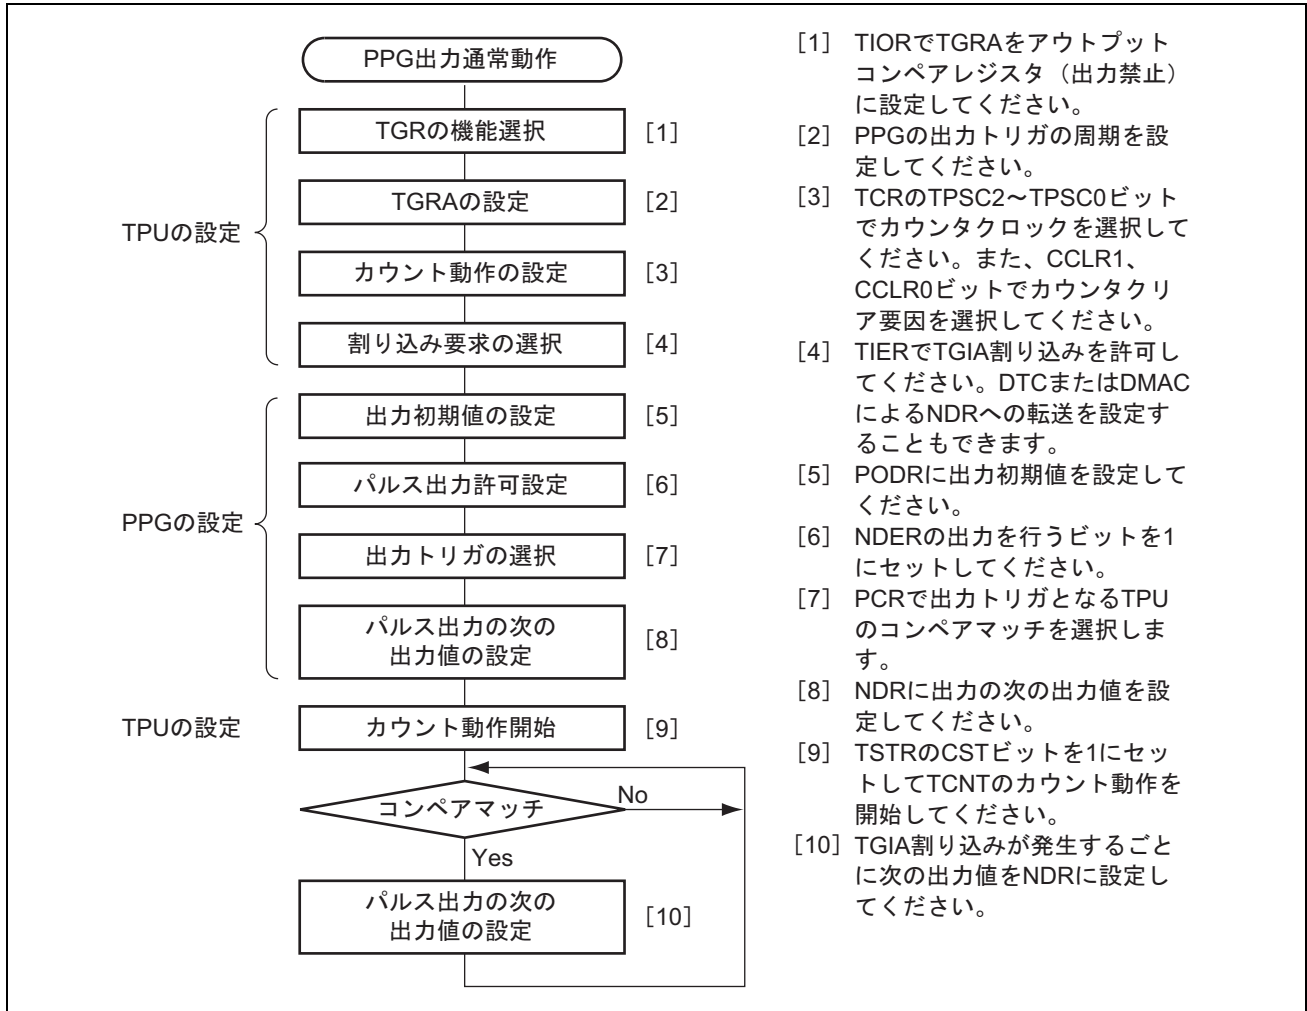 PPG出力通常動作
TPUの設定
TGRの機能選択 [1]
TGRAの設定 [2]
カウント動作の設定 [3]
割り込み要求の選択 [4]
PPGの設定
出力初期値の設定 [5]
パルス出力許可設定 [6]
出力トリガの選択 [7]
パルス出力の次の
出力値の設定 [8]
TPUの設定
カウント動作開始 [9]
コンペアマッチ
No
Yes
パルス出力の次の
出力値の設定 [10]
[1] TIORでTGRAをアウトプット
コンペアレジスタ（出力禁止）
に設定してください。
[2] PPGの出力トリガの周期を設
定してください。
[3] TCRのTPSC2～TPSC0ビット
でカウンタクロックを選択して
ください。また、CCLR1、
CCLR0ビットでカウンタクリ
ア要因を選択してください。
[4] TIERでTGIA割り込みを許可し
てください。DTCまたはDMAC
によるNDRへの転送を設定す
ることもできます。
[5] PODRに出力初期値を設定して
ください。
[6] NDERの出力を行うビットを1
にセットしてください。
[7] PCRで出力トリガとなるTPU
のコンペアマッチを選択しま
す。
[8] NDRに出力の次の出力値を設
定してください。
[9] TSTRのCSTビットを1にセッ
トしてTCNTのカウント動作を
開始してください。
[10] TGIA割り込みが発生するごと
に次の出力値をNDRに設定し
てください。